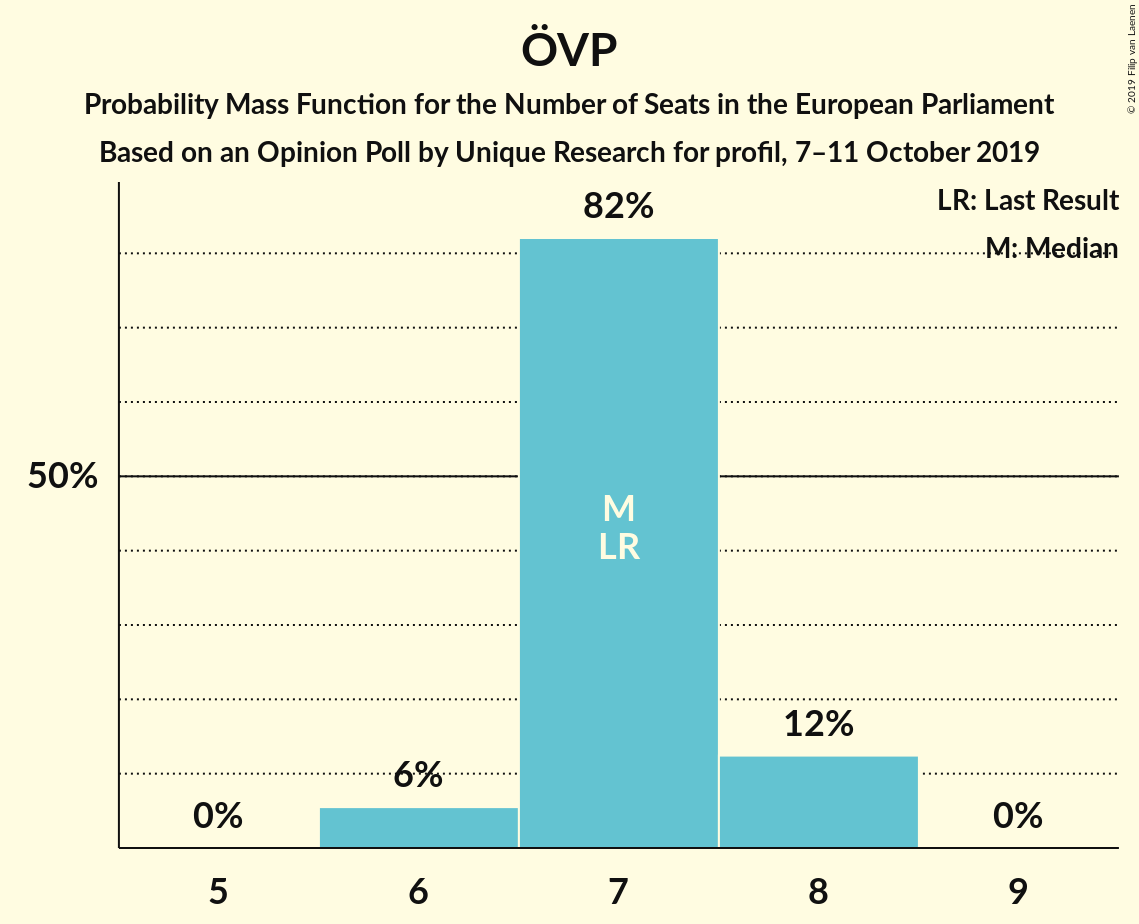 ÖVP
Probability Mass Function for the Number of Seats in the European Parliament
Based on an Opinion Poll by Unique Research for profil, 7–11 October 2019
© 2019 Filip van Laenen
LR: Last Result
M: Median
82%
50%
M
LR
12%
6%
0%
0%
5 6 7 8 9